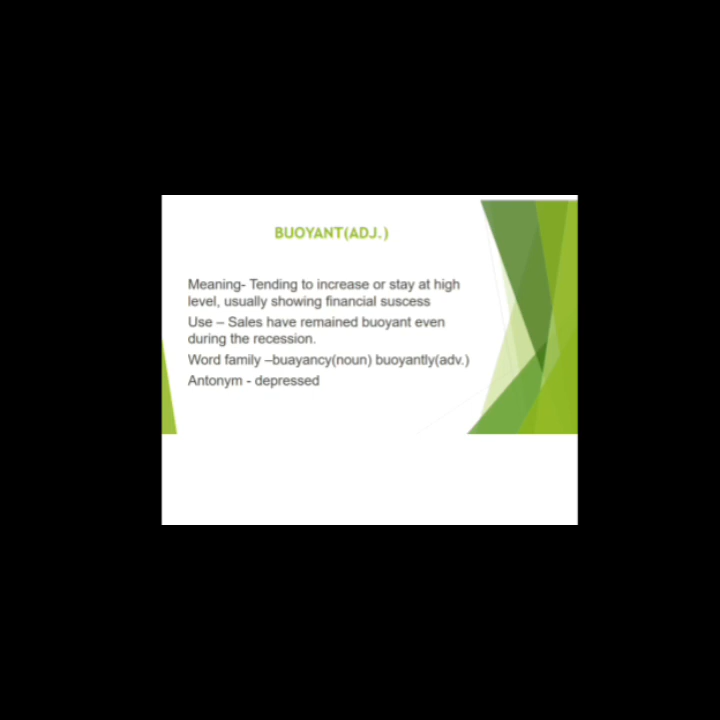 BUOYANT(ADJ.)
Meaning- Tending to increase or stay at high
level, usually showing financial suscess
Use – Sales have remained buoyant even
during the recession.
Word family –buayancy(noun) buoyantly(adv.)
Antonym - depressed